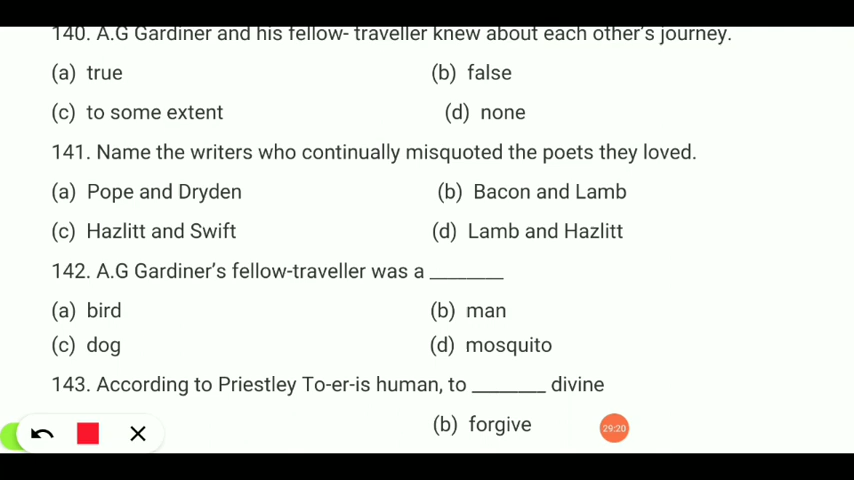 140. A.G Gardiner and his fellow- traveller knew about each other's journey.
(a) true (b) false
(c) to some extent (d) none
141. Name the writers who continually misquoted the poets they loved.
(a) Pope and Dryden (b) Bacon and Lamb
(c) Hazlitt and Swift (d) Lamb and Hazlitt
142. A.G Gardiner's fellow-traveller was a ________
(a) bird (b) man
(c) dog (d) mosquito
143. According to Priestley To-er-is human, to ________ divine
(b) forgive
29:20